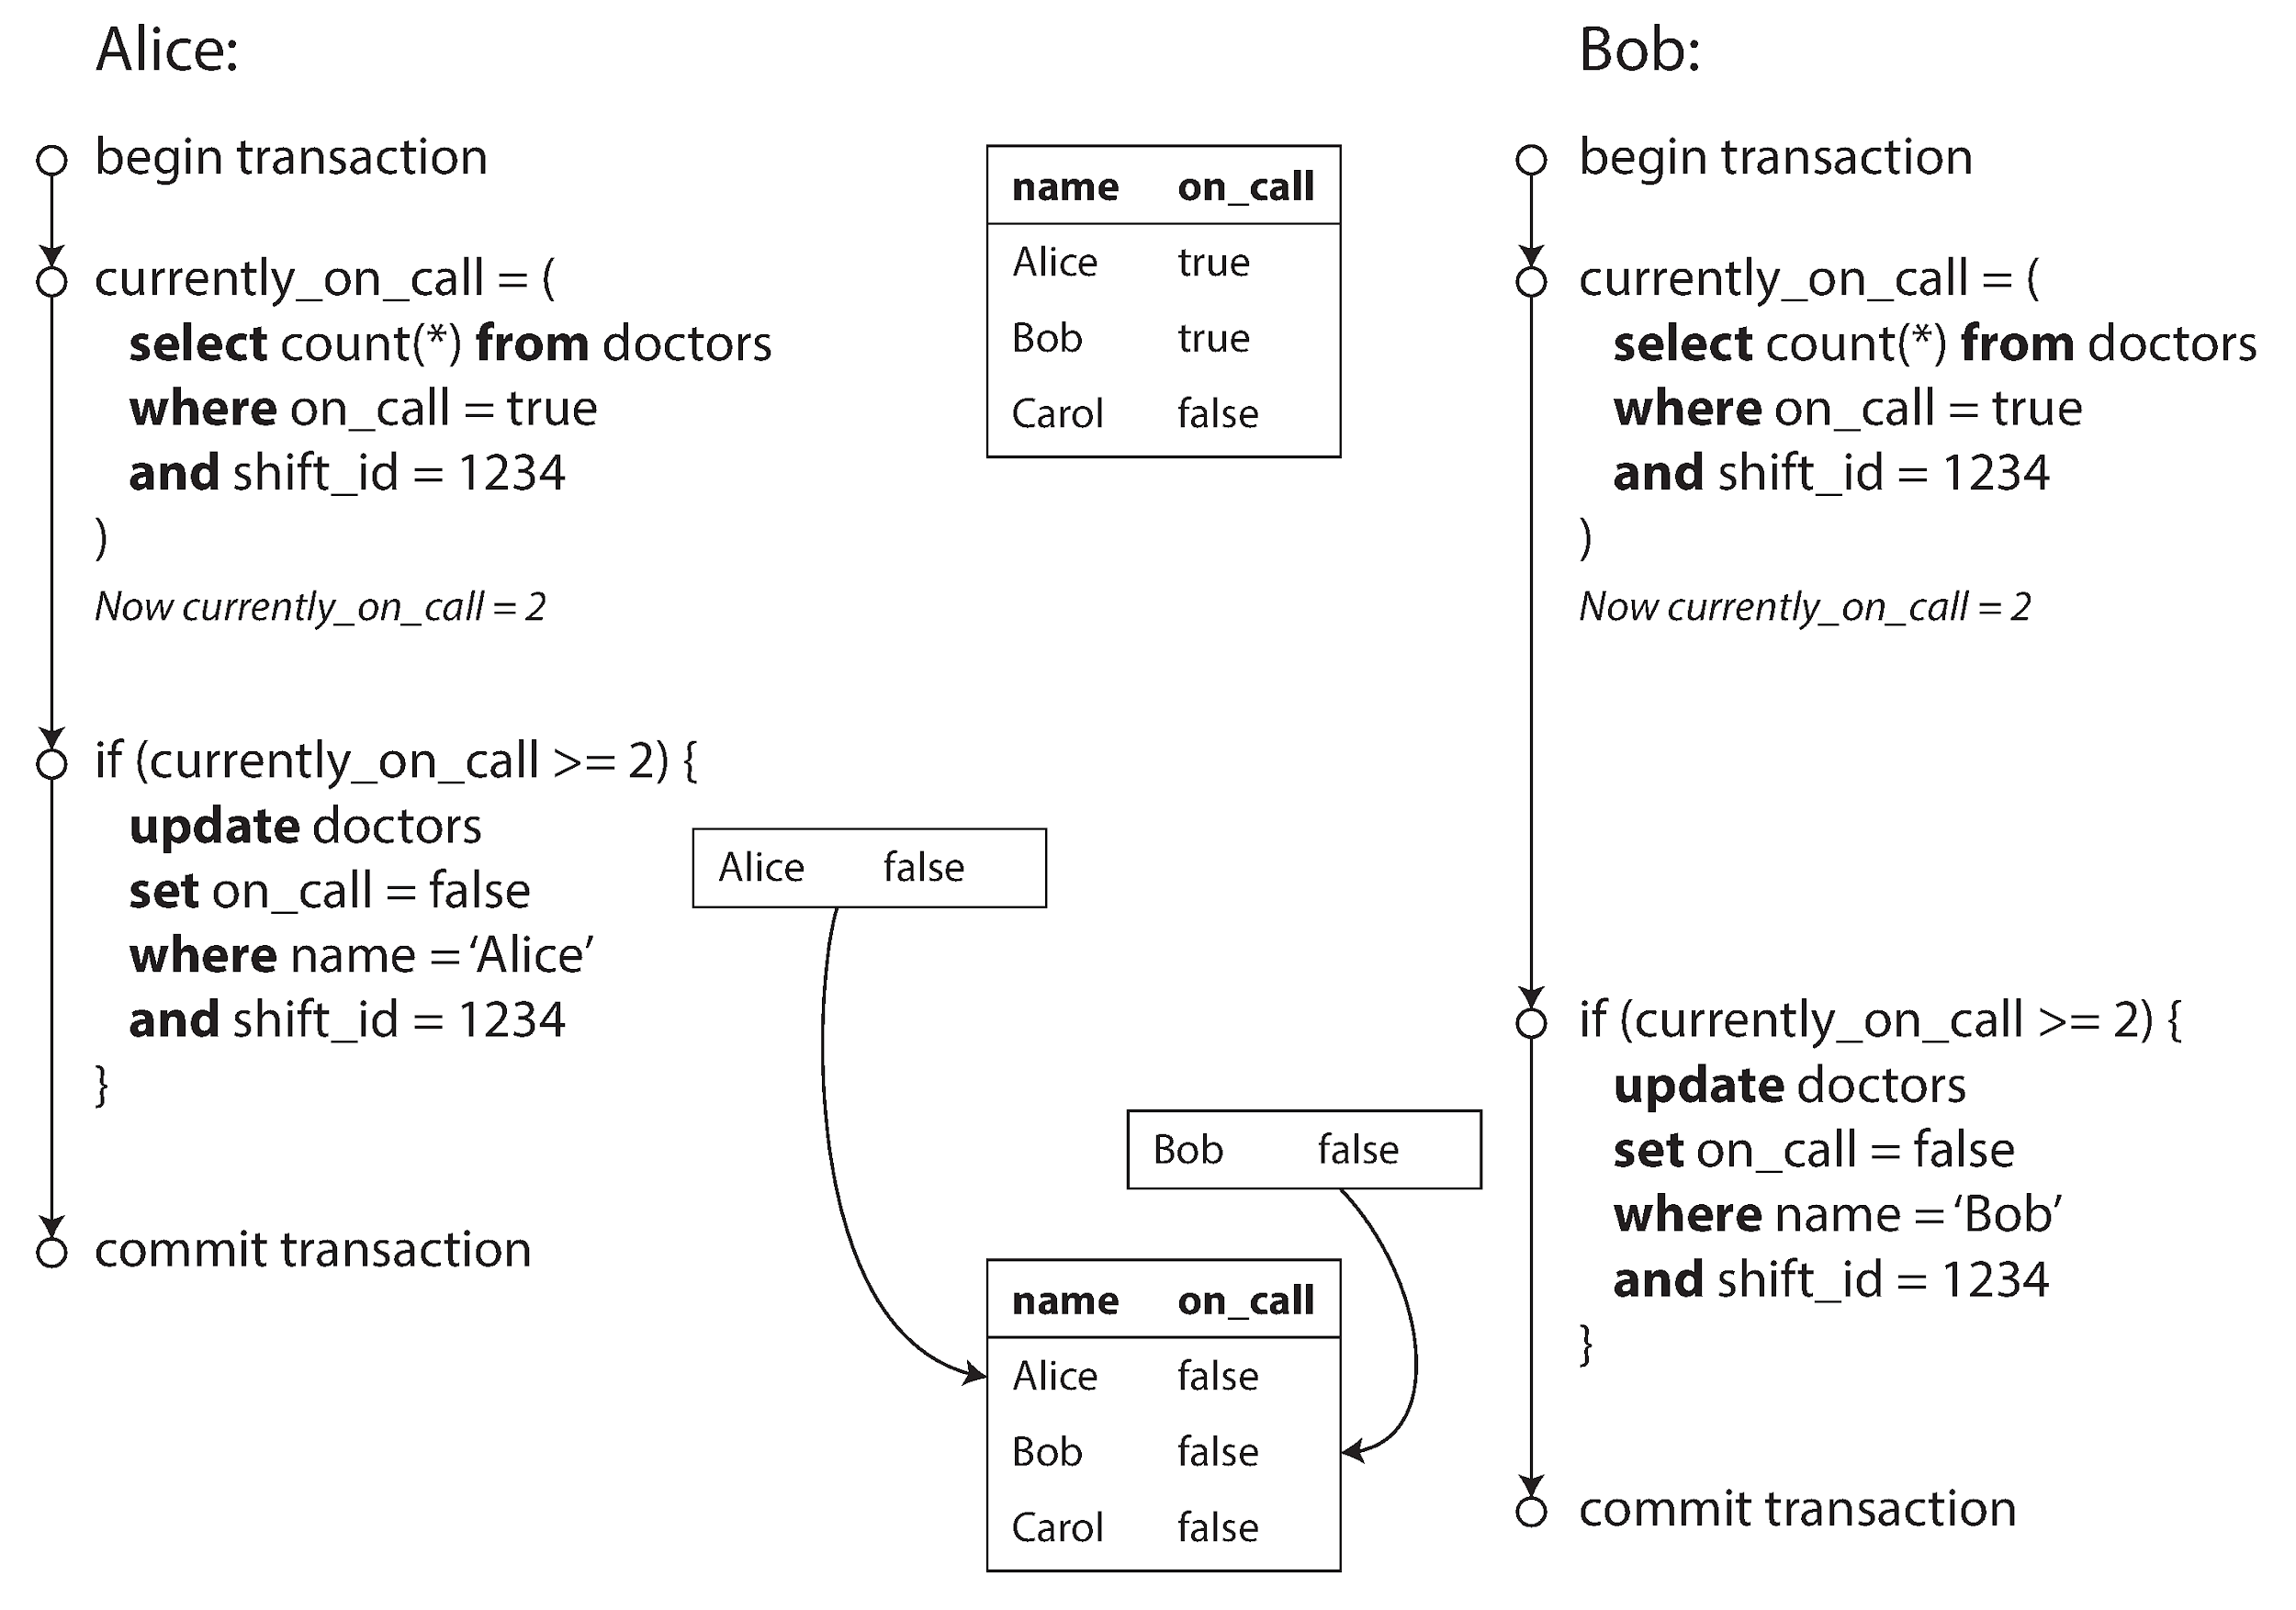 Alice:
begin transaction
currently_on_call = (
select count(*) from doctors
where on_call = true
and shift_id = 1234
)
Now currently_on_call = 2
if (currently_on_call >= 2) {
update doctors
set on_call = false
where name = ‘Alice’
and shift_id = 1234
}
commit transaction
name on_call
Alice true
Bob true
Carol false
Alice false
Bob false
name on_call
Alice false
Bob false
Carol false
Bob:
begin transaction
currently_on_call = (
select count(*) from doctors
where on_call = true
and shift_id = 1234
)
Now currently_on_call = 2
if (currently_on_call >= 2) {
update doctors
set on_call = false
where name = ‘Bob’
and shift_id = 1234
}
commit transaction